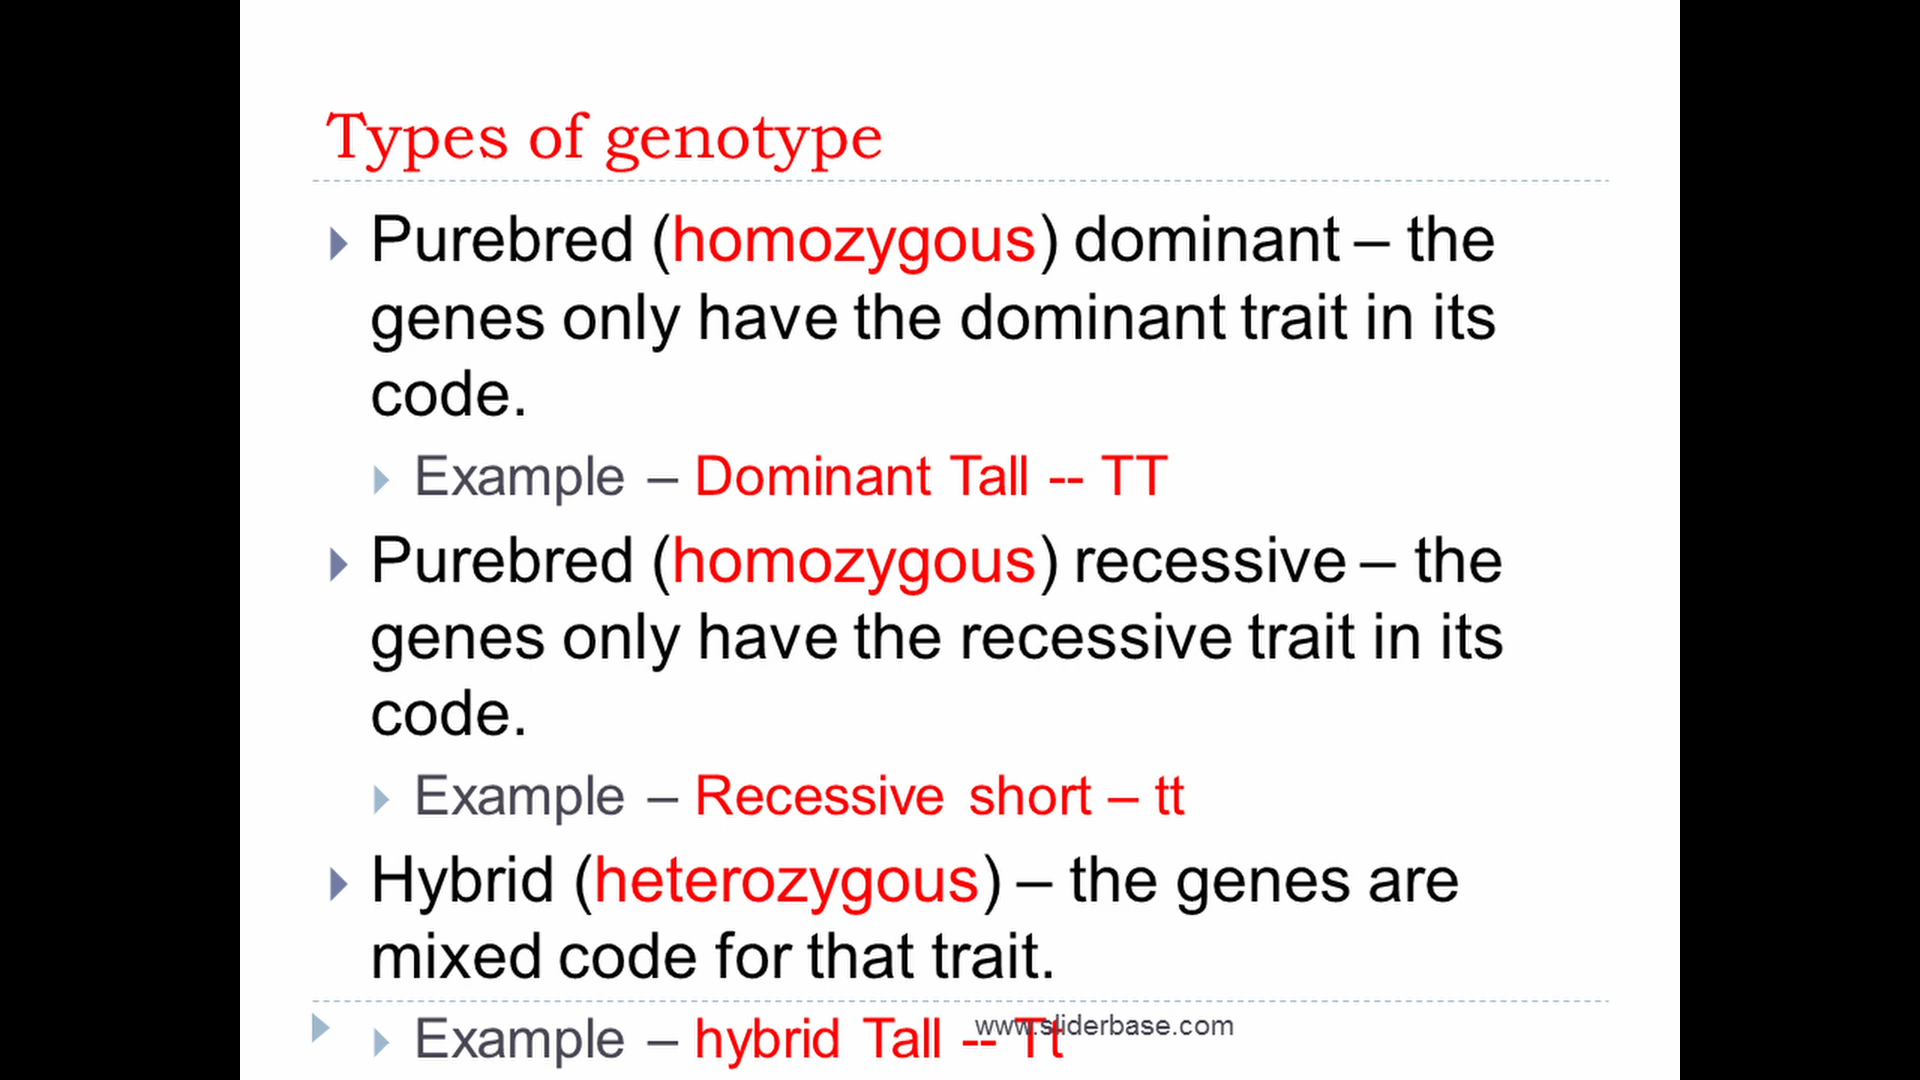 Types of genotype
Purebred (homozygous) dominant – the
genes only have the dominant trait in its
code.
Example – Dominant Tall -- TT
Purebred (homozygous) recessive – the
genes only have the recessive trait in its
code.
Example – Recessive short – tt
Hybrid (heterozygous) – the genes are
mixed code for that trait.
Example – hybrid Tall -- Tt
www.sliderbase.com